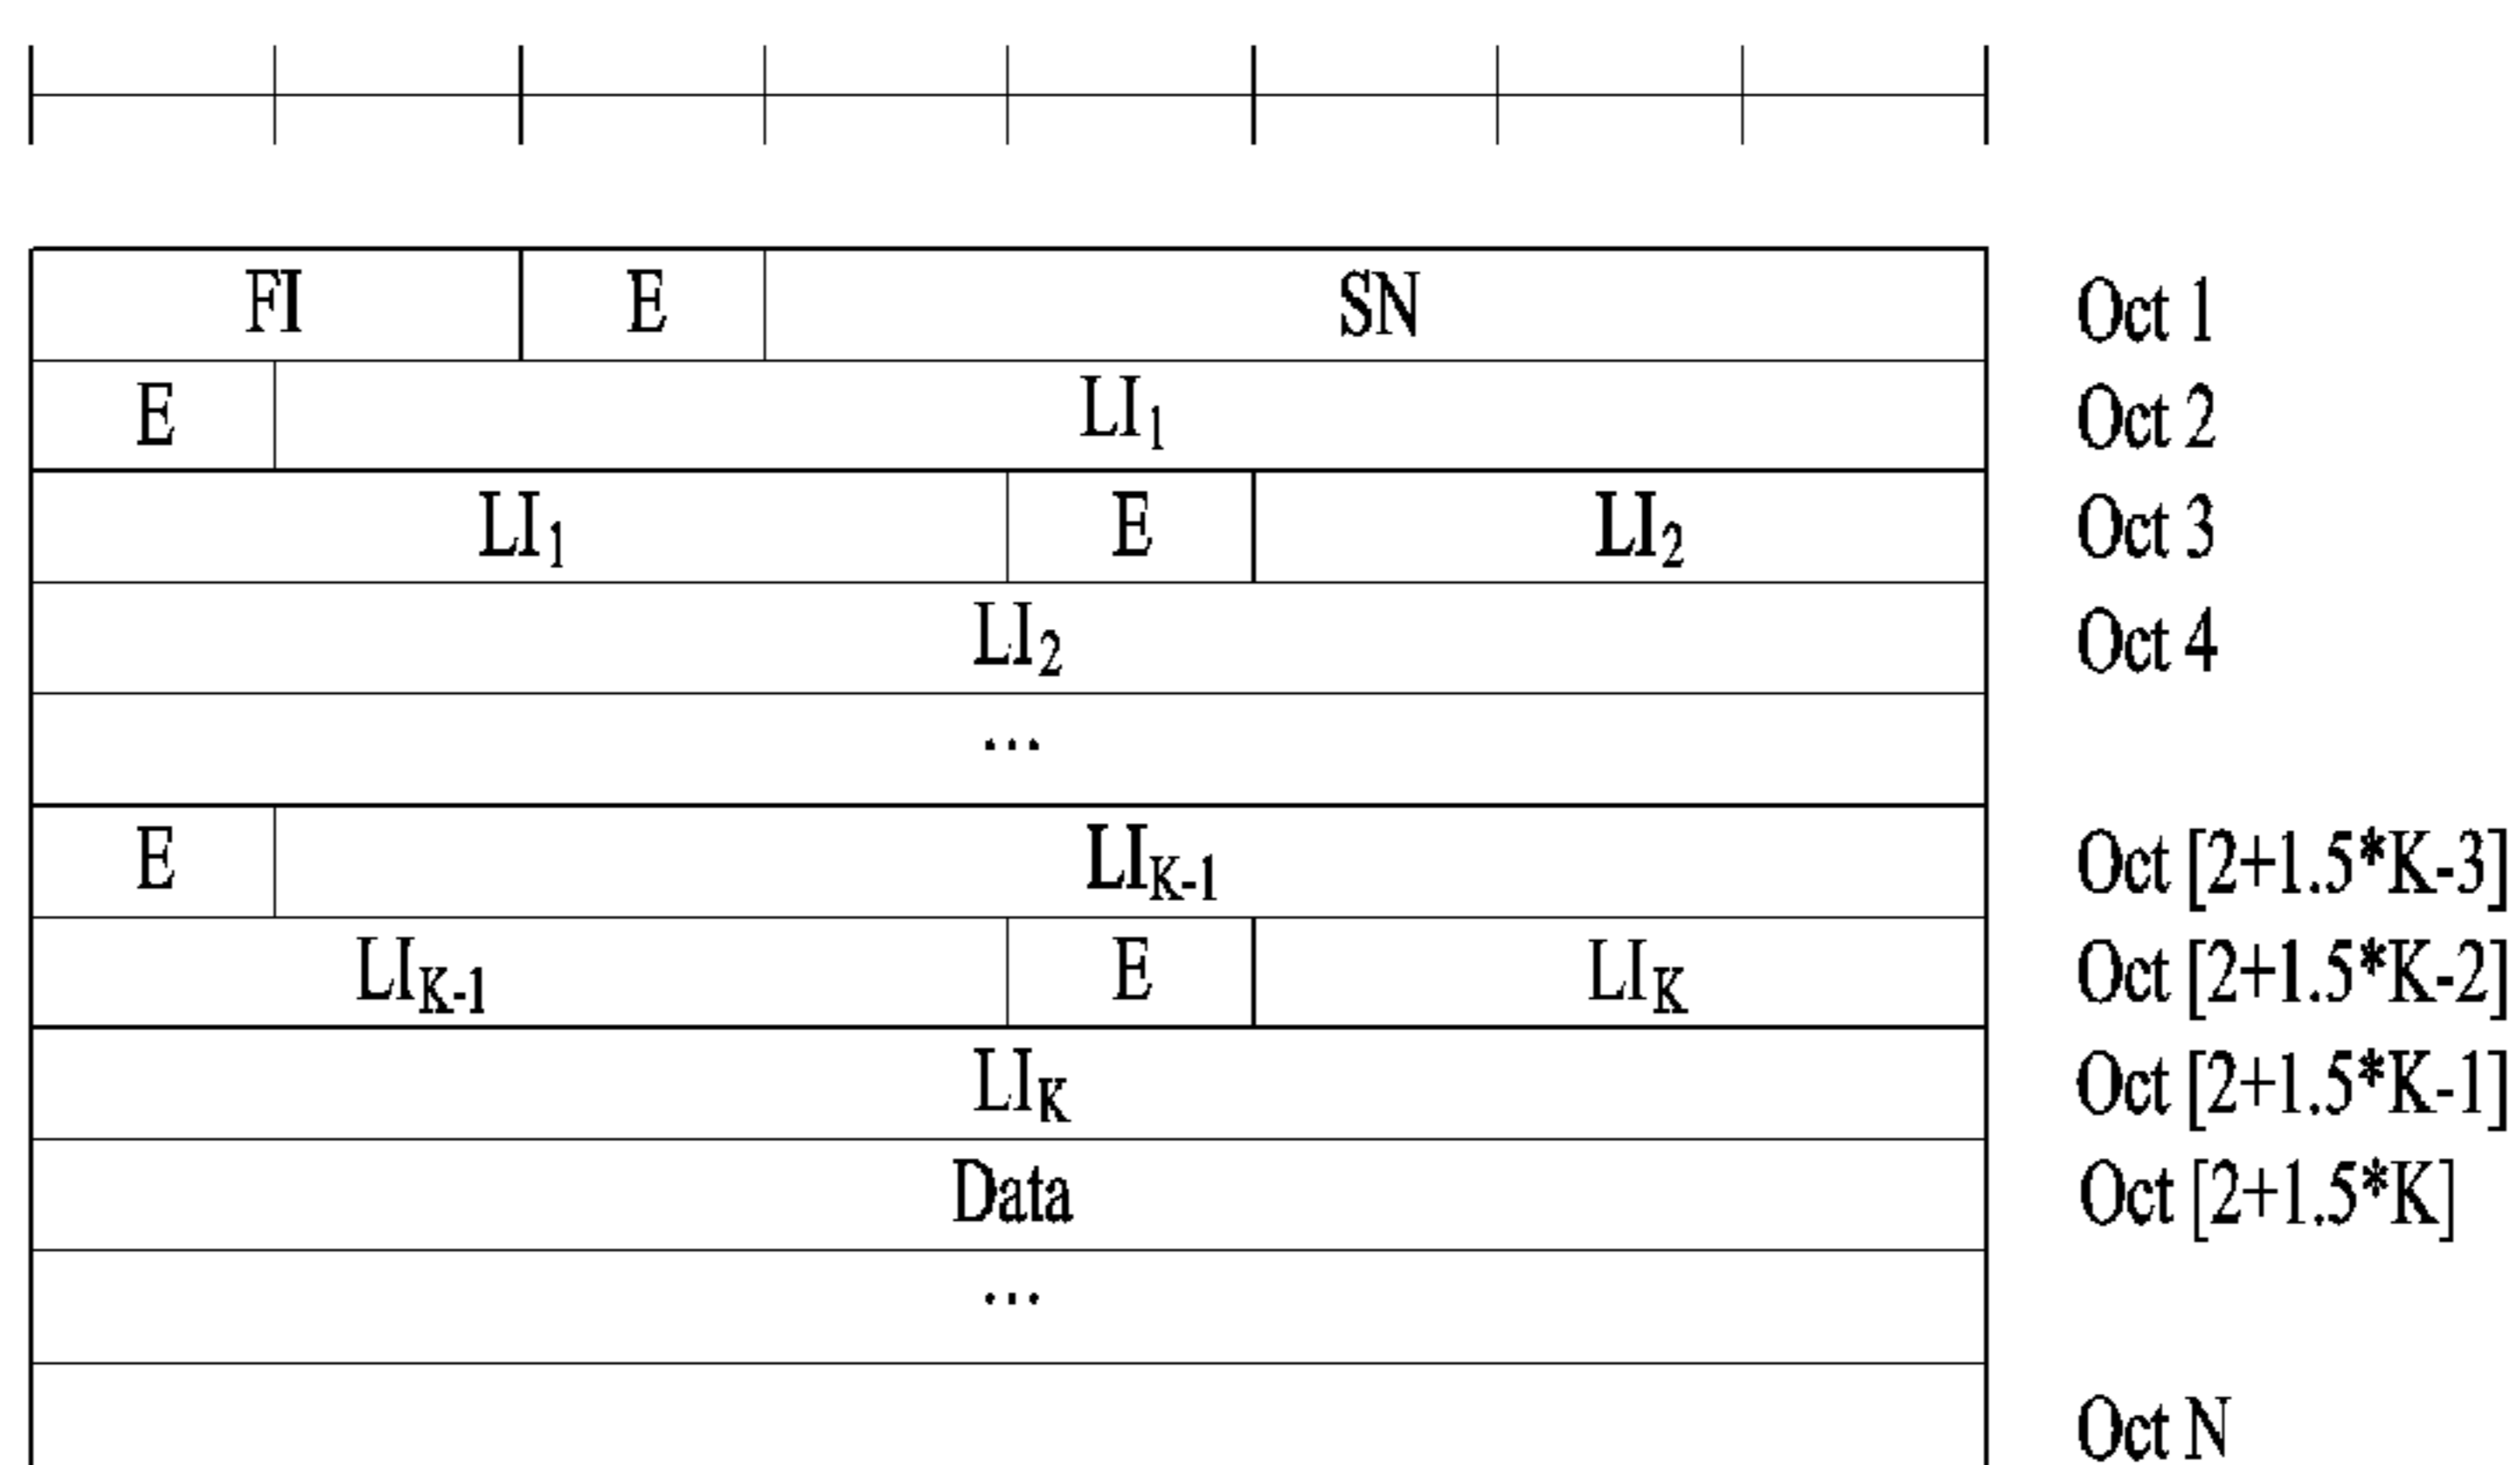 FI E SN Oct 1
E LI1 Oct 2
LI1 E LI2 Oct 3
LI2 Oct 4
...
E LIK-1 Oct [2+1.5*K-3]
LIK-1 E LIK Oct [2+1.5*K-2]
LIK Oct [2+1.5*K-1]
Data Oct [2+1.5*K]
...
Oct N